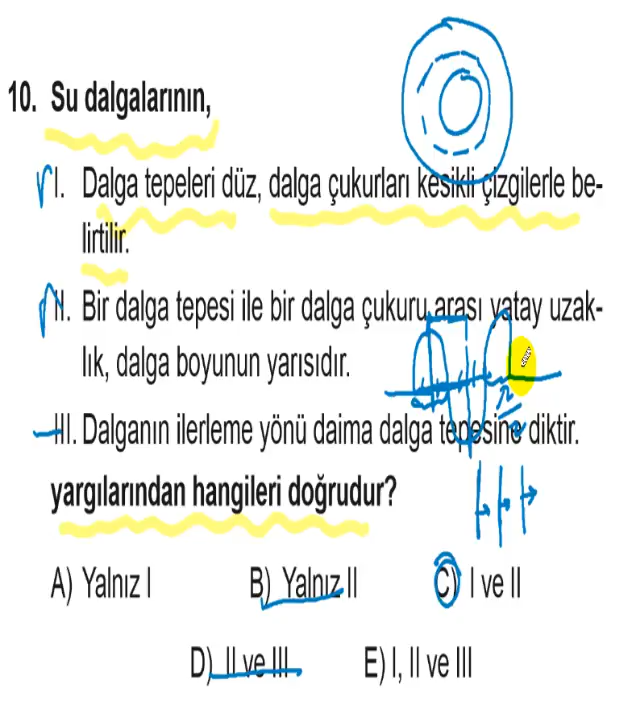 10. Su dalgalarının,
I. Dalga tepeleri düz, dalga çukurları kesikli çizgilerle be-
lirtilir.
II. Bir dalga tepesi ile bir dalga çukuru arası yatay uzak-
lık, dalga boyunun yarısıdır.
III. Dalganın ilerleme yönü daima dalga tepesine diktir.
yargılarından hangileri doğrudur?
A) Yalnız I B) Yalnız II C) I ve II
D) II ve III E) I, II ve III